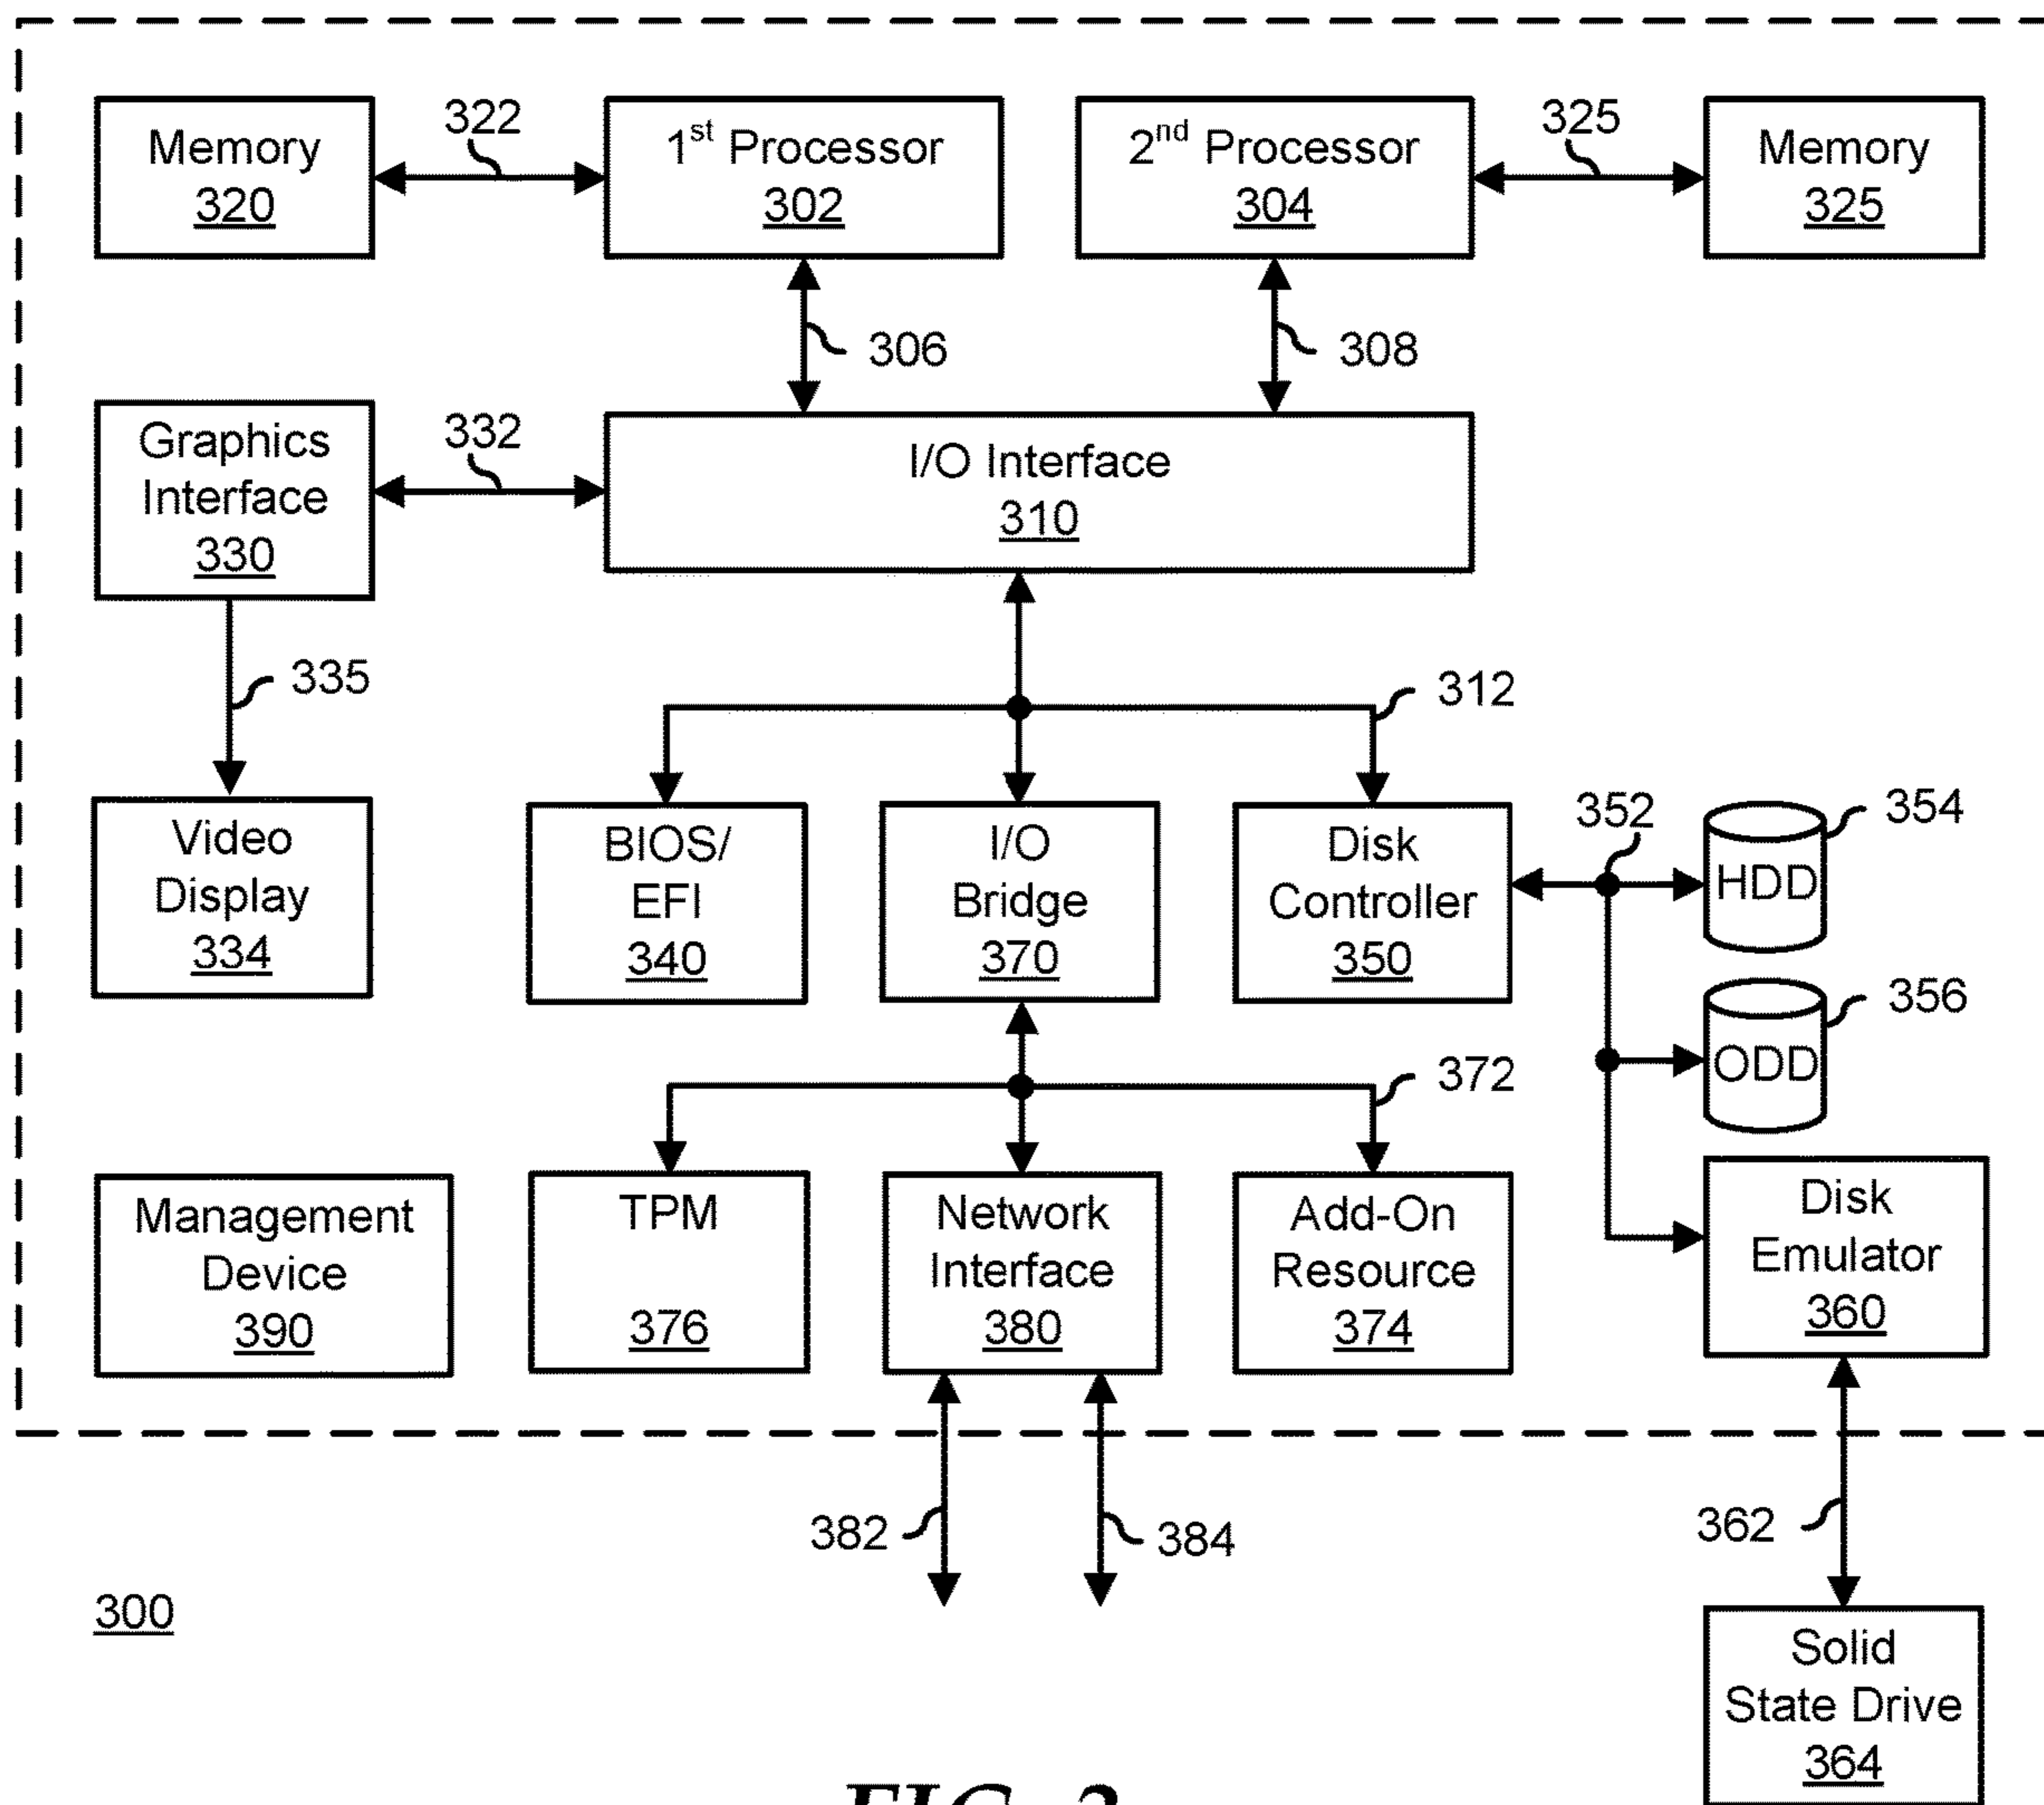 322
325
Memory
320
1st Processor
302
2nd Processor
304
Memory
325
306
308
Graphics
Interface
330
332
I/O Interface
310
335
312
Video
Display
334
BIOS/
EFI
340
I/O
Bridge
370
Disk
Controller
350
352
354
HDD
356
ODD
372
Management
Device
390
TPM
376
Network
Interface
380
Add-On
Resource
374
Disk
Emulator
360
382
384
362
300
Solid
State Drive
364